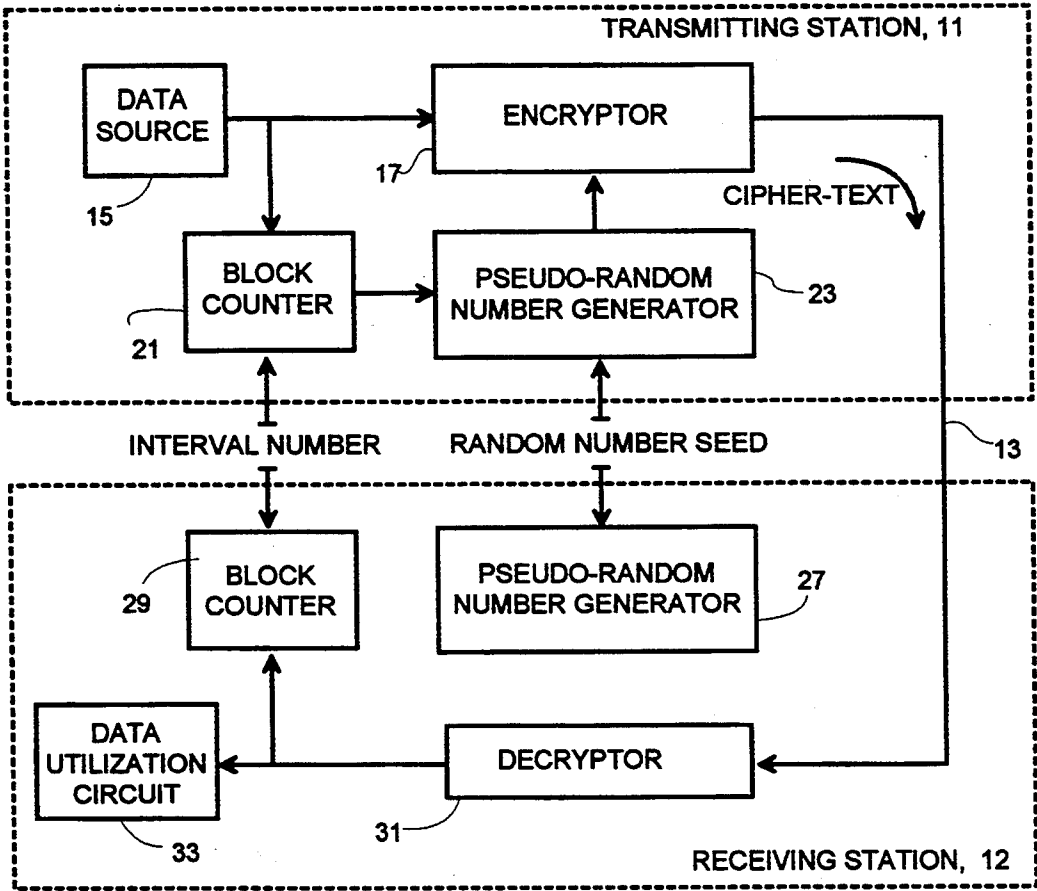 TRANSMITTING STATION, 11
DATA
SOURCE
15
ENCRYPTOR
17
CIPHER-TEXT
BLOCK
COUNTER
21
PSEUDO-RANDOM
NUMBER GENERATOR
23
INTERVAL NUMBER
RANDOM NUMBER SEED
13
BLOCK
COUNTER
29
PSEUDO-RANDOM
NUMBER GENERATOR
27
DATA
UTILIZATION
CIRCUIT
33
DECRYPTOR
31
RECEIVING STATION, 12